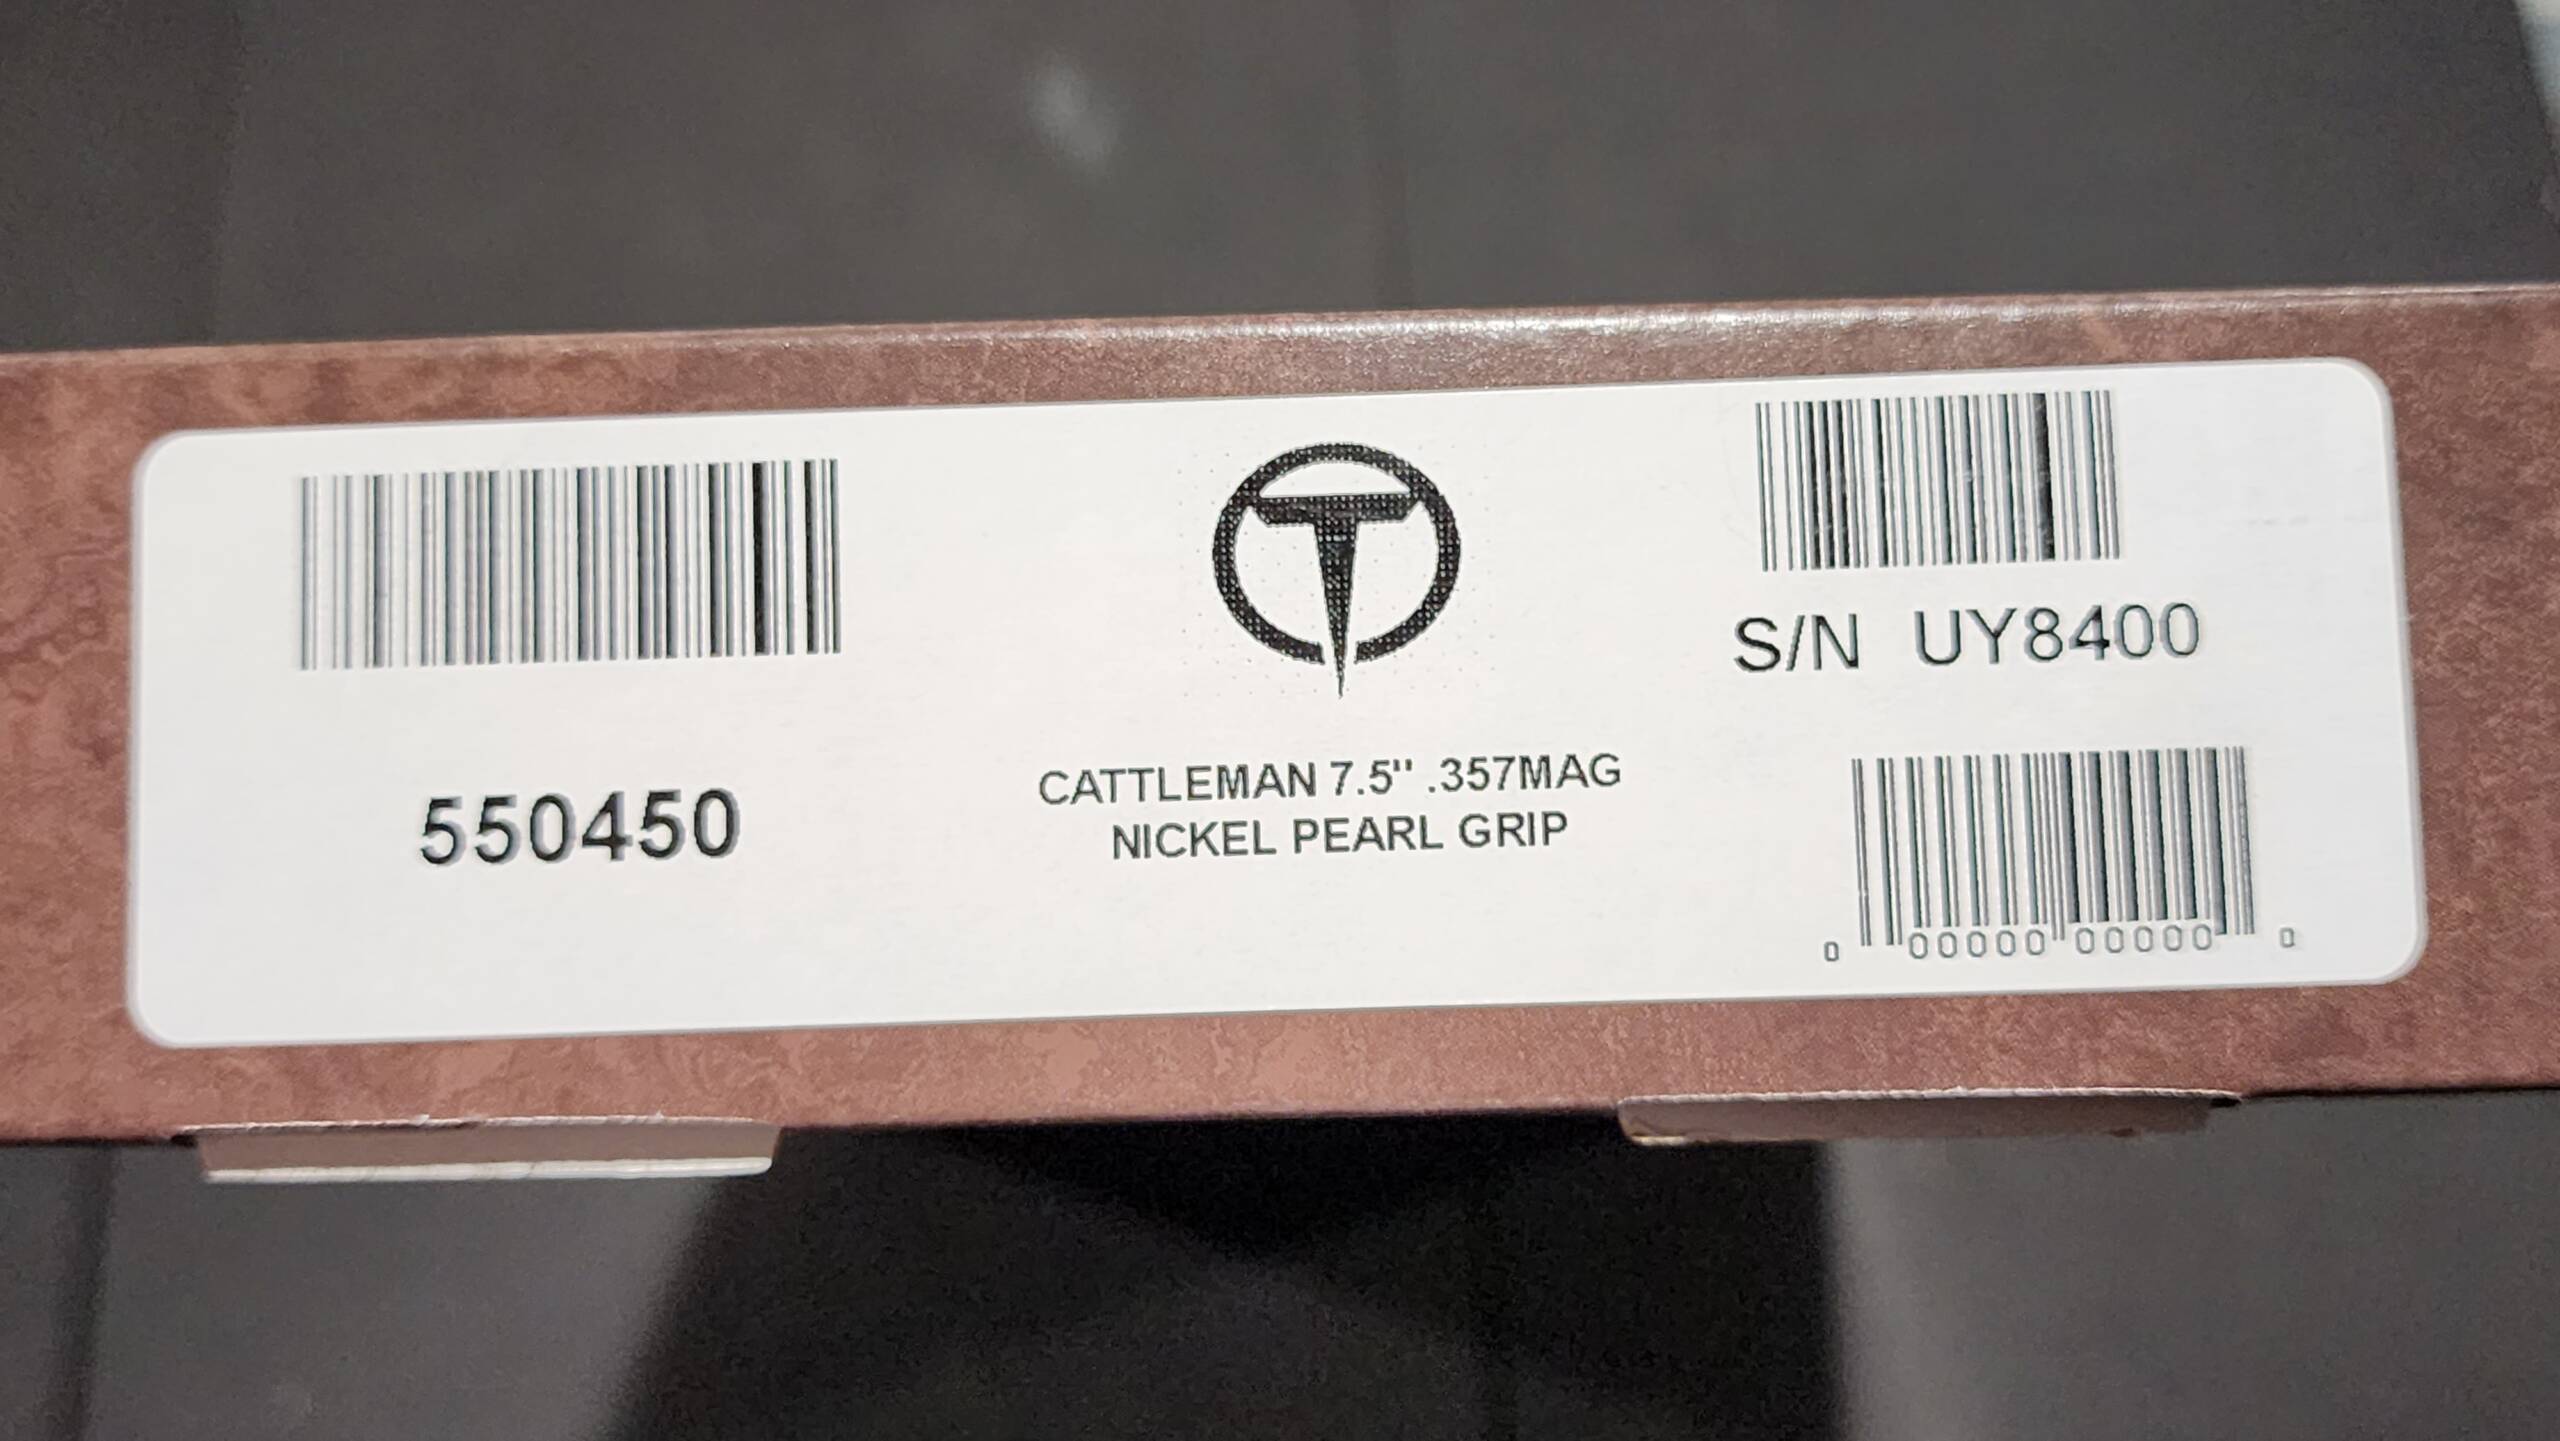 550450
CATTLEMAN 7.5" .357MAG
NICKEL PEARL GRIP
S/N UY8400
0 00000 00000 0